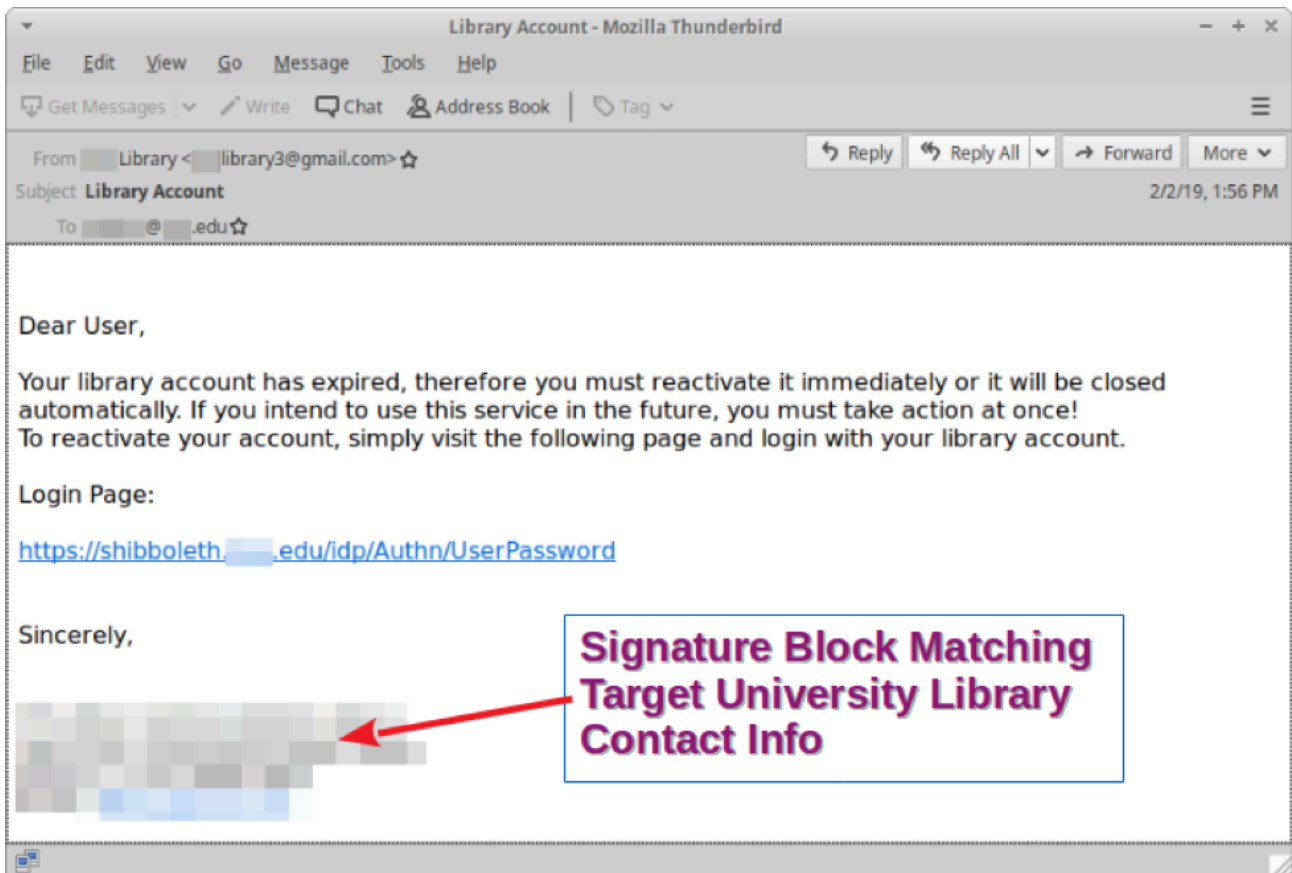 Library Account - Mozilla Thunderbird
File Edit View Go Message Tools Help
Get Messages Write Chat Address Book Tag
From Library < library3@gmail.com>
Reply Reply All Forward More
Subject Library Account
2/2/19, 1:56 PM
To @ .edu
Dear User,
Your library account has expired, therefore you must reactivate it immediately or it will be closed
automatically. If you intend to use this service in the future, you must take action at once!
To reactivate your account, simply visit the following page and login with your library account.
Login Page:
https://shibboleth. .edu/idp/Authn/UserPassword
Sincerely,
Signature Block Matching
Target University Library
Contact Info